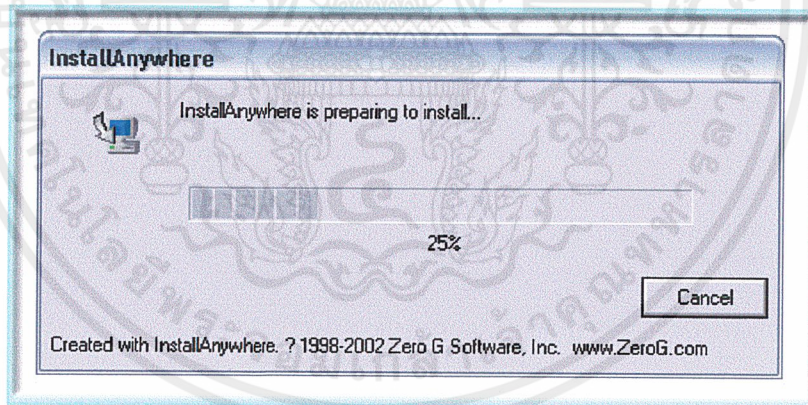 InstallAnywhere
InstallAnywhere is preparing to install...
25%
Cancel
Created with InstallAnywhere. ? 1998-2002 Zero G Software, Inc. www.ZeroG.com